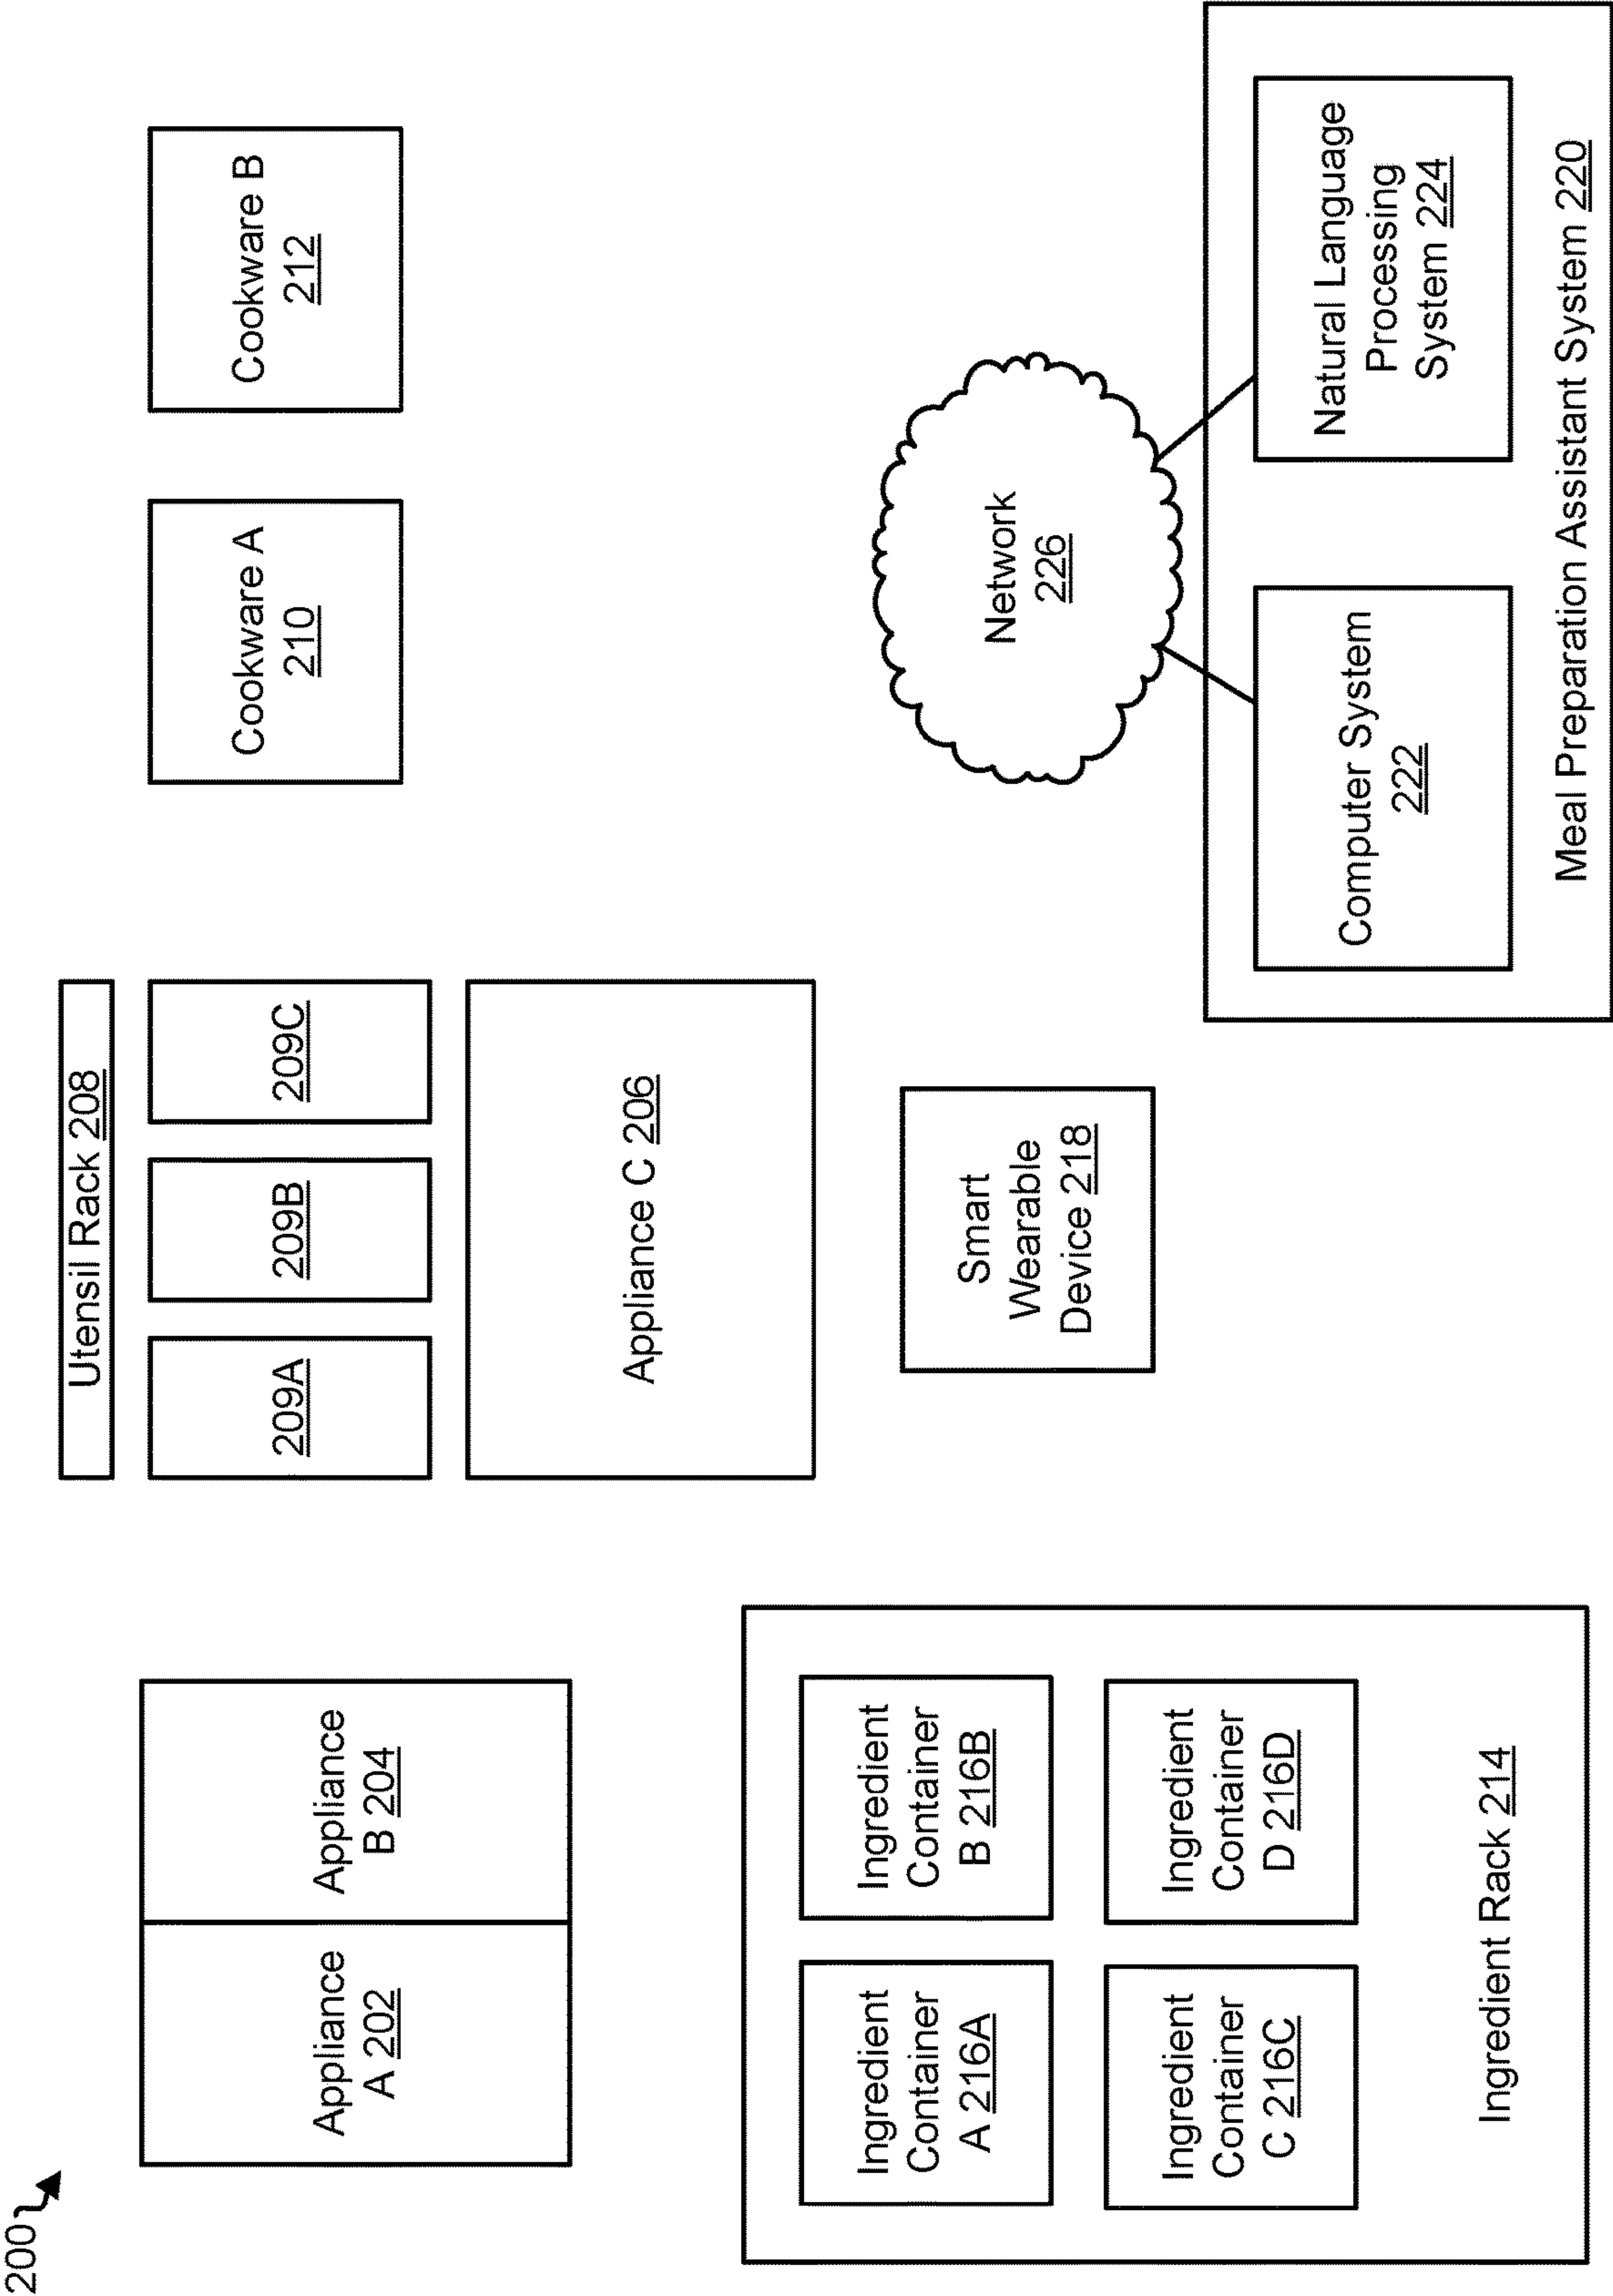 200
Appliance
A 202
Appliance
B 204
Utensil Rack 208
209A
209B
209C
Appliance C 206
Cookware A
210
Cookware B
212
Ingredient
Container
A 216A
Ingredient
Container
B 216B
Ingredient
Container
C 216C
Ingredient
Container
D 216D
Ingredient Rack 214
Smart
Wearable
Device 218
Network
226
Computer System
222
Natural Language
Processing
System 224
Meal Preparation Assistant System 220